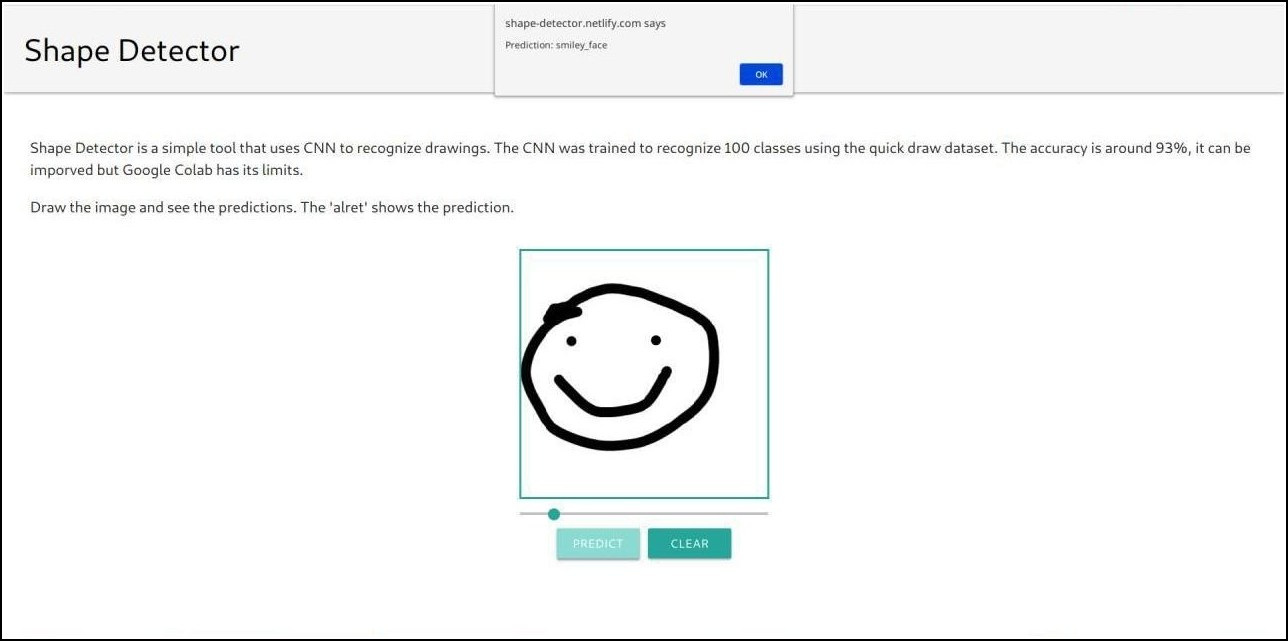 shape-detector.netlify.com says
Prediction: smiley_face
OK
Shape Detector
Shape Detector is a simple tool that uses CNN to recognize drawings. The CNN was trained to recognize 100 classes using the quick draw dataset. The accuracy is around 93%, it can be
imporved but Google Colab has its limits.
Draw the image and see the predictions. The 'alret' shows the prediction.
PREDICT
CLEAR